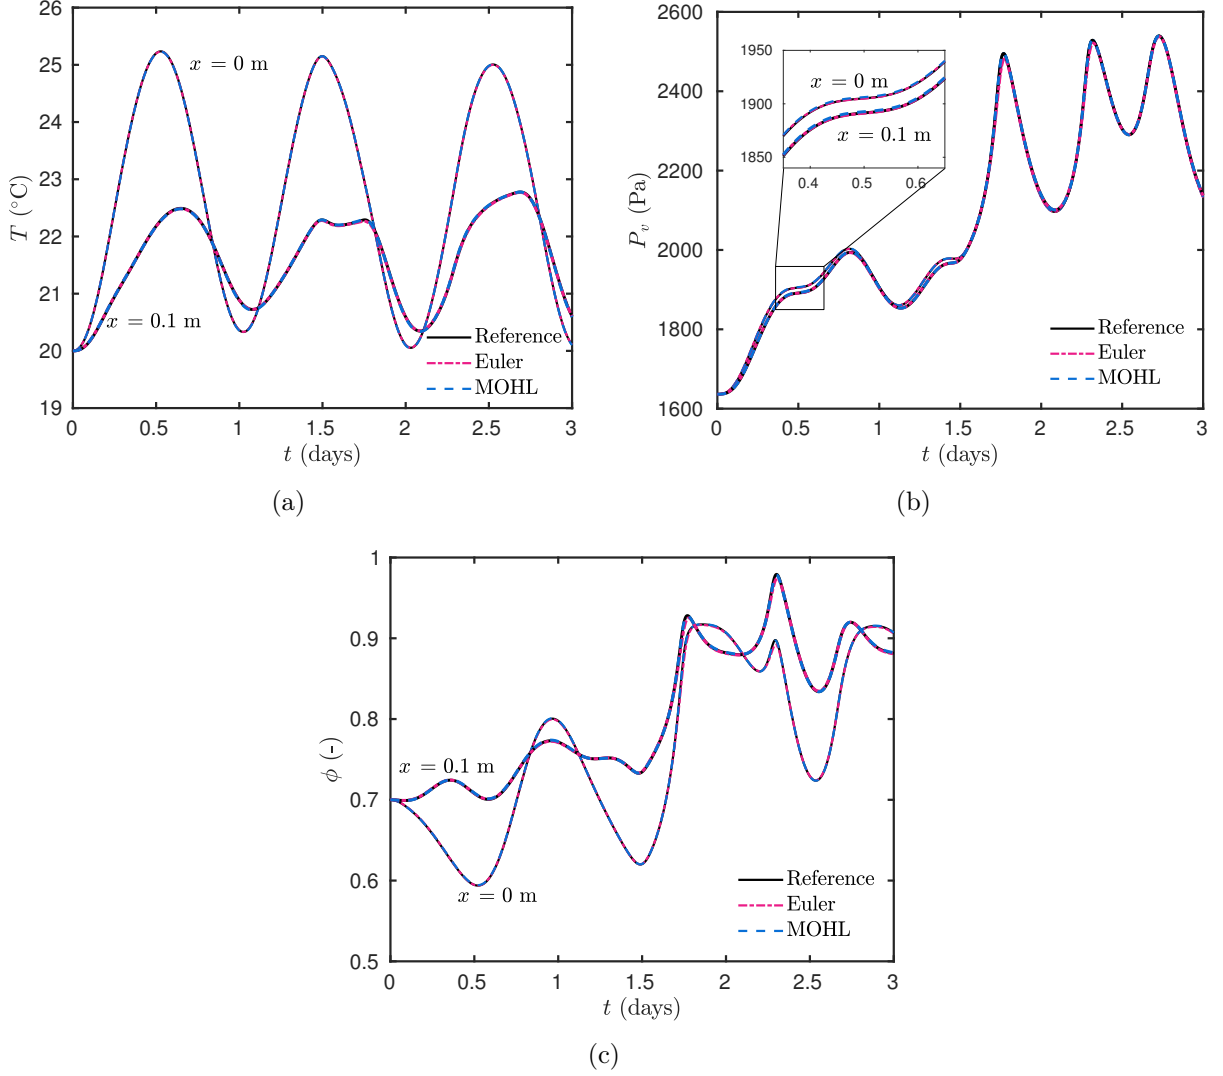 26
25
24
23
22
21
20
19
T (°C)
x = 0 m
x = 0.1 m
Reference
Euler
MOHL
0 0.5 1 1.5 2 2.5 3
t (days)
(a)
2600
2400
2200
2000
1800
1600
P_v (Pa)
1950
1900
1850
x = 0 m
x = 0.1 m
0.4 0.5 0.6
Reference
Euler
MOHL
0 0.5 1 1.5 2 2.5 3
t (days)
(b)
1
0.9
0.8
0.7
0.6
0.5
ϕ (-)
x = 0.1 m
x = 0 m
Reference
Euler
MOHL
0 0.5 1 1.5 2 2.5 3
t (days)
(c)